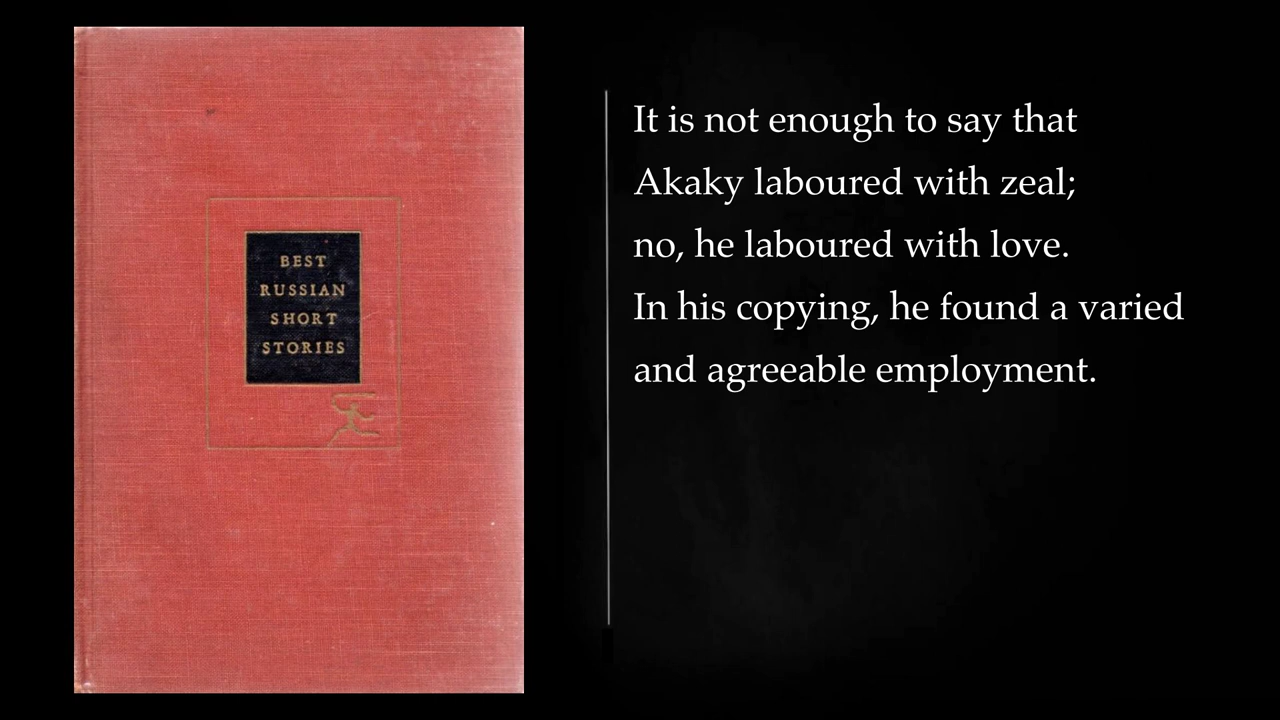 BEST
RUSSIAN
SHORT
STORIES
It is not enough to say that
Akaky laboured with zeal;
no, he laboured with love.
In his copying, he found a varied
and agreeable employment.